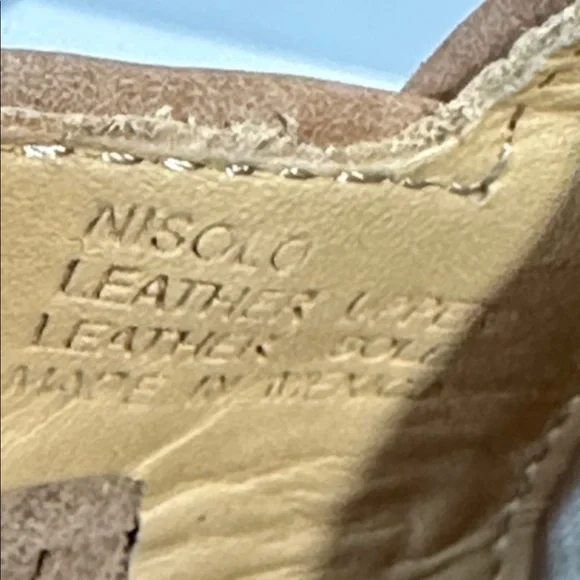 NISOLO
LEATHER UPPER
LEATHER SOLE
MADE IN MEXICO